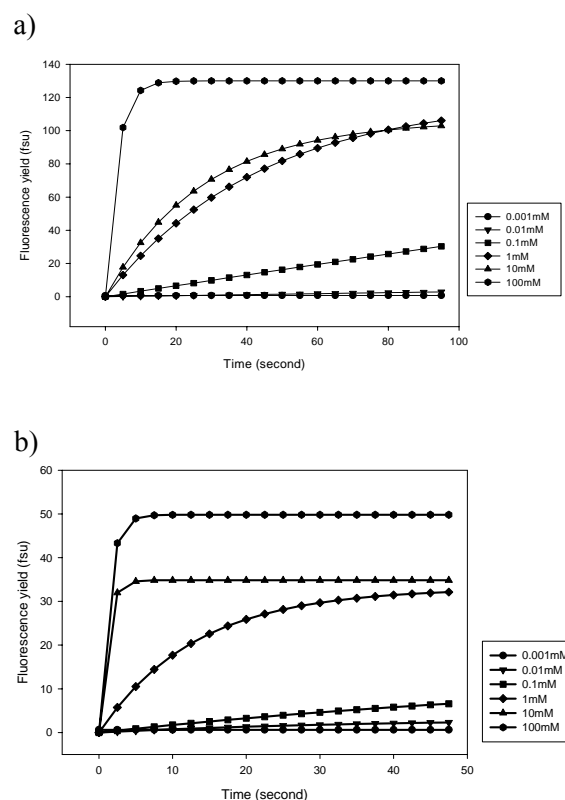 a)
140
120
100
80
60
40
20
0
Fluorescence yield (fsu)
0 20 40 60 80 100
Time (second)
0.001mM
0.01mM
0.1mM
1mM
10mM
100mM
b)
60
50
40
30
20
10
0
Fluorescence yield (fsu)
0 10 20 30 40 50
Time (second)
0.001mM
0.01mM
0.1mM
1mM
10mM
100mM